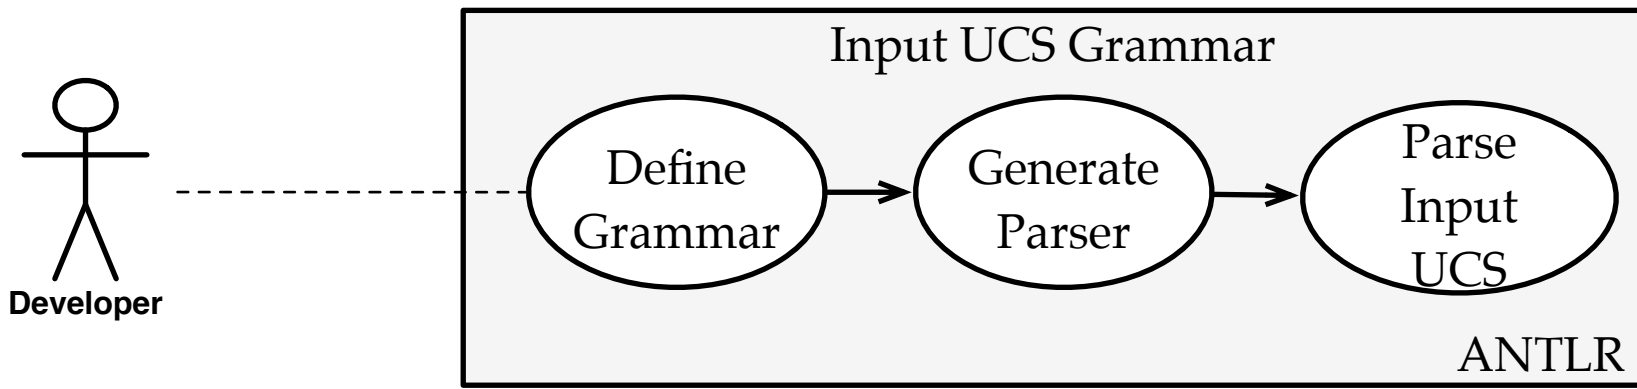 Input UCS Grammar
Define
Grammar
Generate
Parser
Parse
Input
UCS
Developer
ANTLR